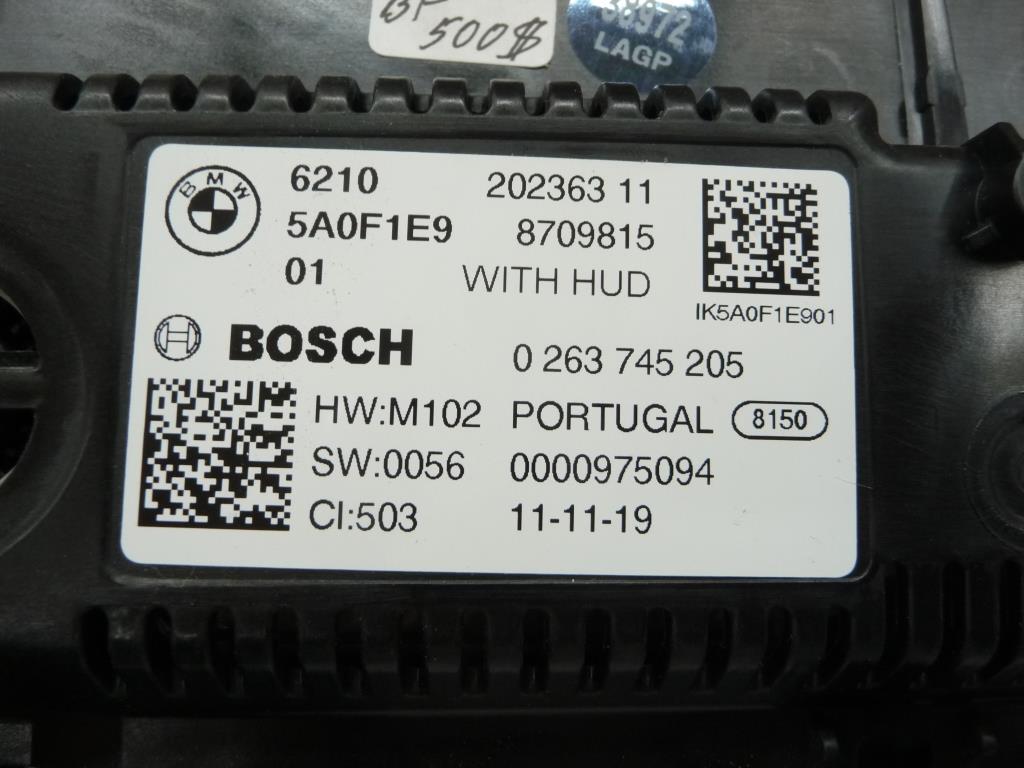 500$
38972
LAGP
BMW
6210 202363 11
5A0F1E9 8709815
01 WITH HUD
IK5A0F1E901
BOSCH 0 263 745 205
HW:M102 PORTUGAL 8150
SW:0056 0000975094
CI:503 11-11-19